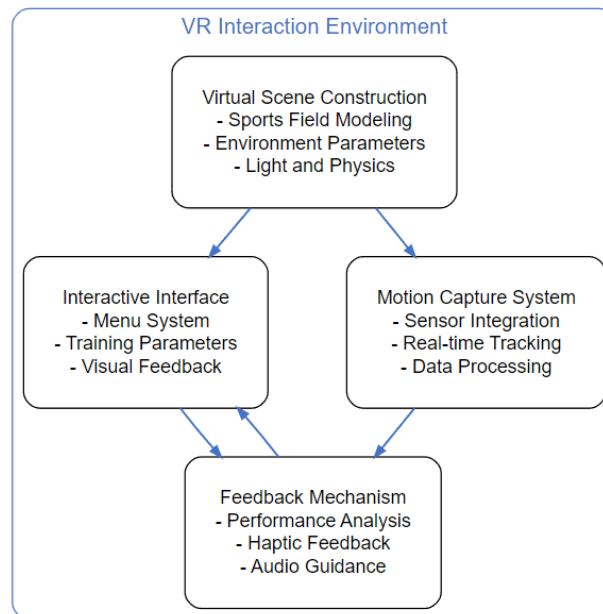 VR Interaction Environment
Virtual Scene Construction
- Sports Field Modeling
- Environment Parameters
- Light and Physics
Interactive Interface
- Menu System
- Training Parameters
- Visual Feedback
Motion Capture System
- Sensor Integration
- Real-time Tracking
- Data Processing
Feedback Mechanism
- Performance Analysis
- Haptic Feedback
- Audio Guidance